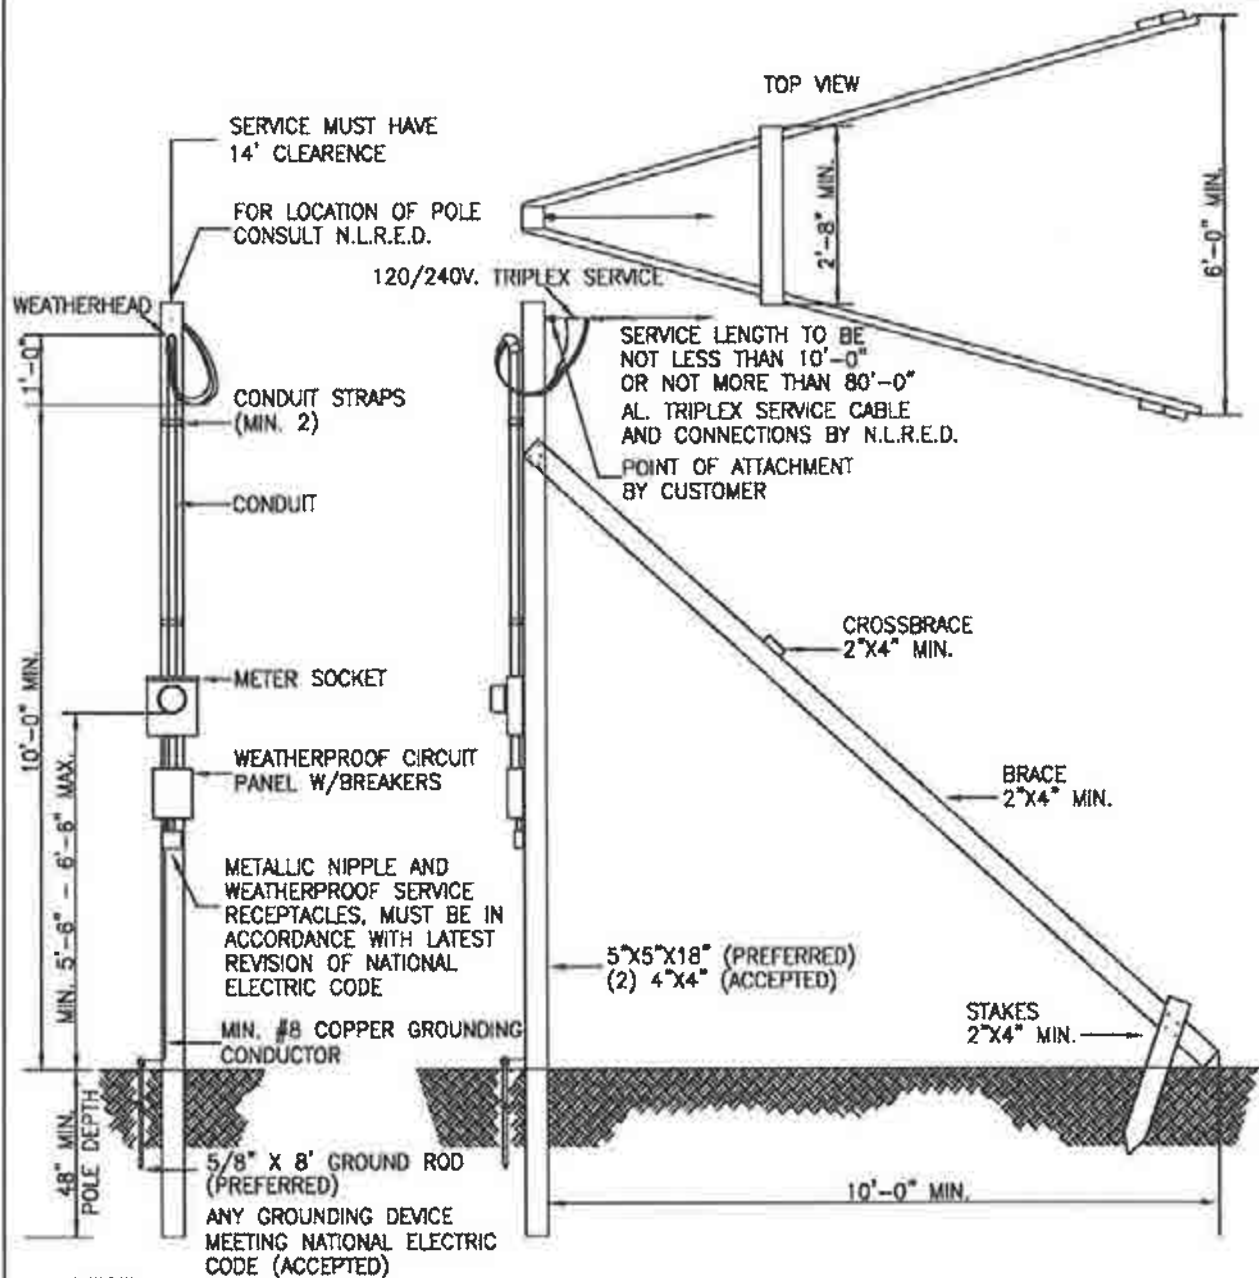 TOP VIEW
SERVICE MUST HAVE
14' CLEARENCE
FOR LOCATION OF POLE
CONSULT N.L.R.E.D.
120/240V. TRIPLEX SERVICE
WEATHERHEAD
2'-8" MIN.
6'-0" MIN.
1'-0"
SERVICE LENGTH TO BE
NOT LESS THAN 10'-0"
OR NOT MORE THAN 80'-0"
AL. TRIPLEX SERVICE CABLE
AND CONNECTIONS BY N.L.R.E.D.
POINT OF ATTACHMENT
BY CUSTOMER
CONDUIT STRAPS
(MIN. 2)
CONDUIT
CROSSBRACE
2"X4" MIN.
METER SOCKET
10'-0" MIN.
WEATHERPROOF CIRCUIT
PANEL W/BREAKERS
BRACE
2"X4" MIN.
MIN. 5'-6" - 6'-6" MAX.
METALLIC NIPPLE AND
WEATHERPROOF SERVICE
RECEPTACLES, MUST BE IN
ACCORDANCE WITH LATEST
REVISION OF NATIONAL
ELECTRIC CODE
5"X5"X18" (PREFERRED)
(2) 4"X4" (ACCEPTED)
STAKES
2"X4" MIN.
MIN. #8 COPPER GROUNDING
CONDUCTOR
48" MIN.
POLE DEPTH
5/8" X 8' GROUND ROD
(PREFERRED)
ANY GROUNDING DEVICE
MEETING NATIONAL ELECTRIC
CODE (ACCEPTED)
10'-0" MIN.